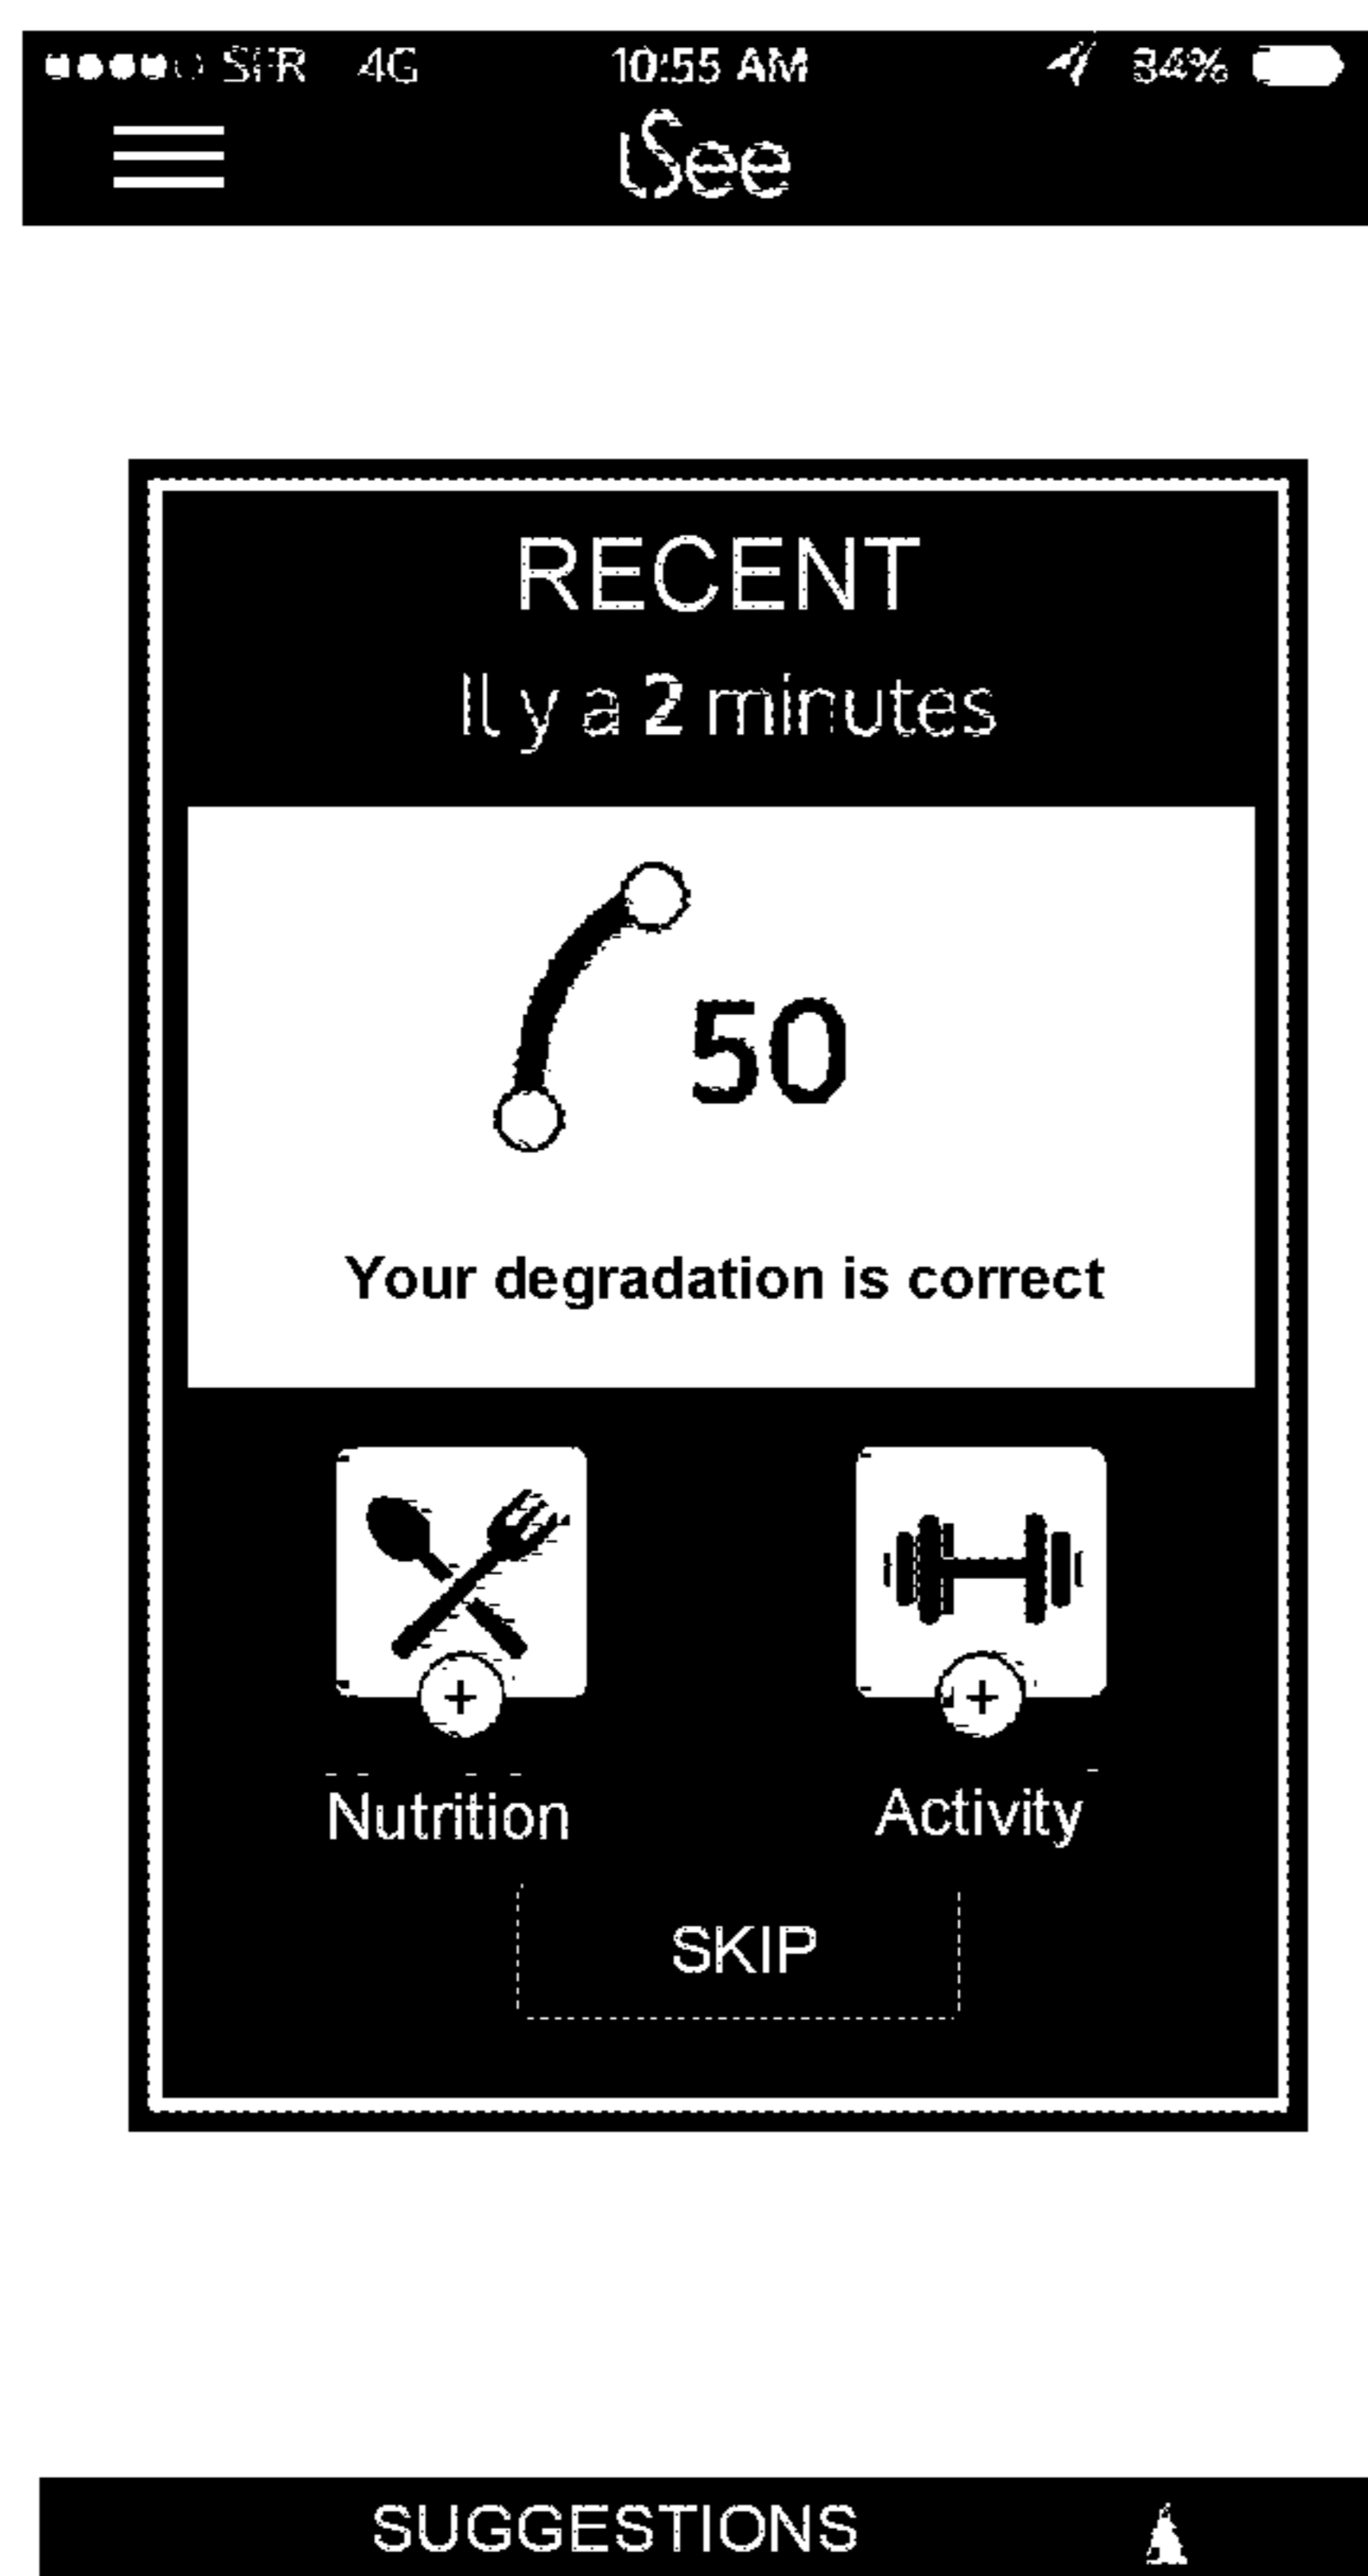 SFR 4G 10:55 AM 84%
iSee
RECENT
Il y a 2 minutes
50
Your degradation is correct
+ +
Nutrition Activity
SKIP
SUGGESTIONS